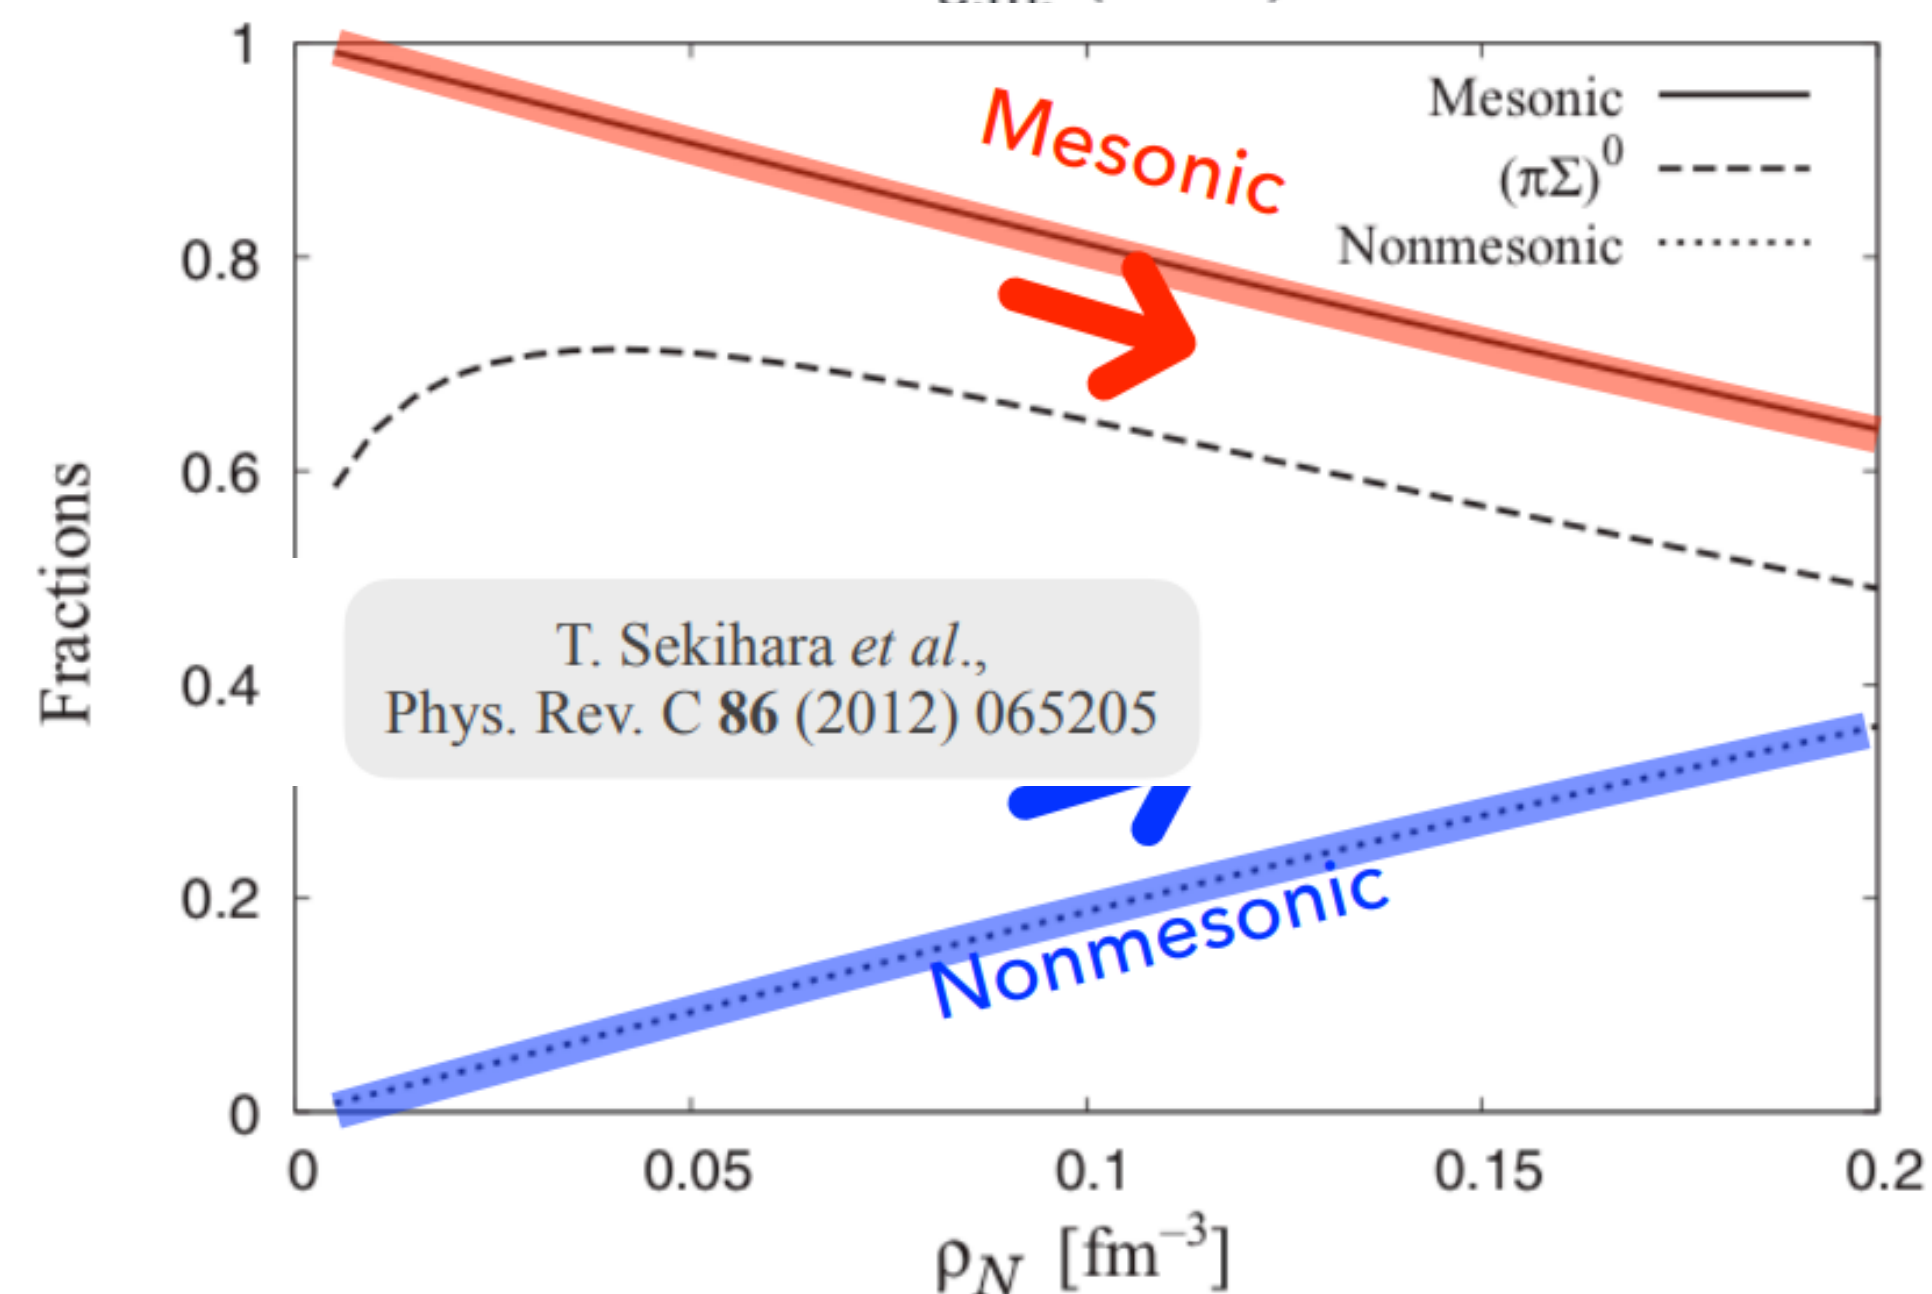 1
0.8
0.6
0.4
0.2
0
Fractions
Mesonic
Mesonic
(πΣ)⁰
Nonmesonic
T. Sekihara et al.,
Phys. Rev. C 86 (2012) 065205
Nonmesonic
0 0.05 0.1 0.15 0.2
ρN [fm⁻³]